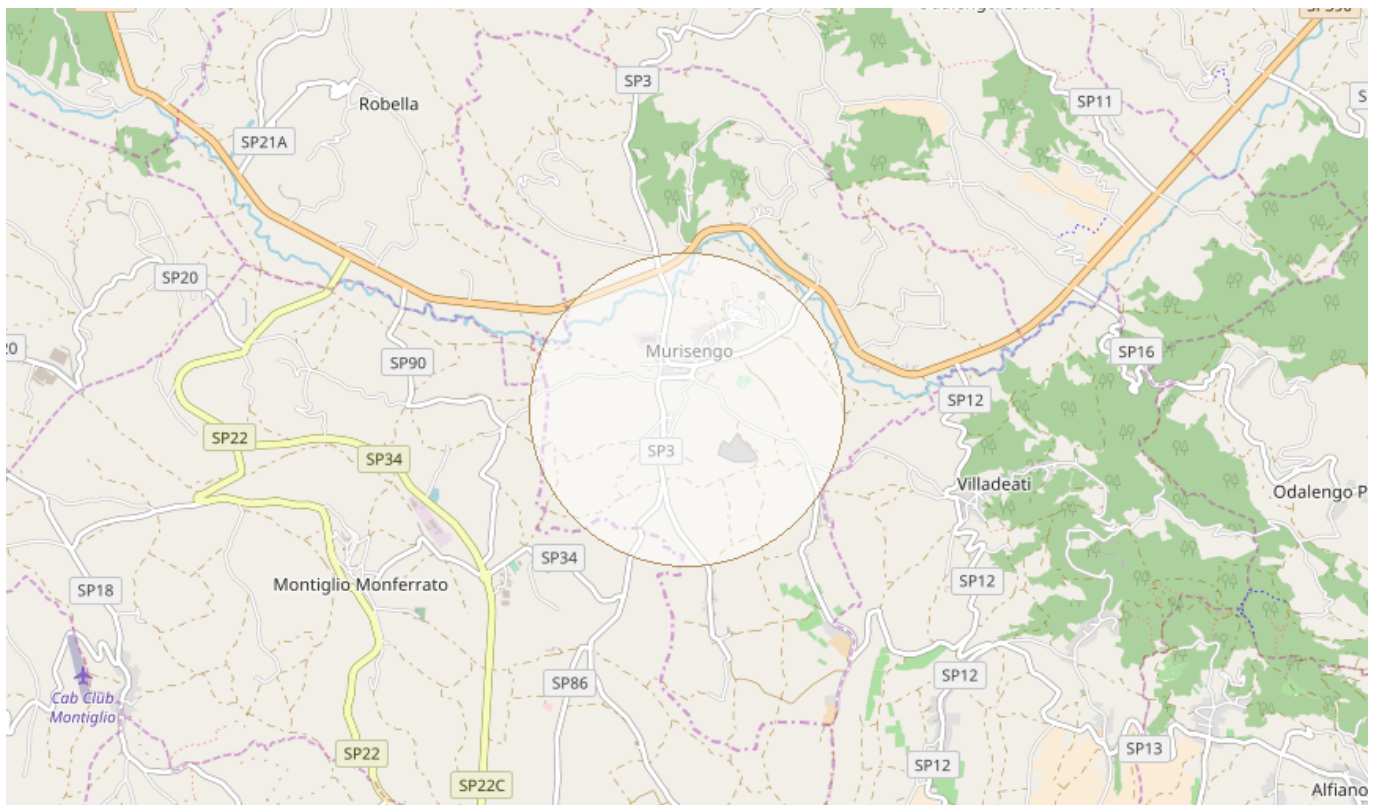 SP3
Robella
SP11
SP21A
SP20
Murisengo
SP16
SP90
SP12
SP22
SP34
SP3
Villadeati
Odalengo P
SP34
Montiglio Monferrato
SP18
SP12
SP12
SP86
Cab Club
Montiglio
SP22
SP13
SP12
SP22C
Alfiano